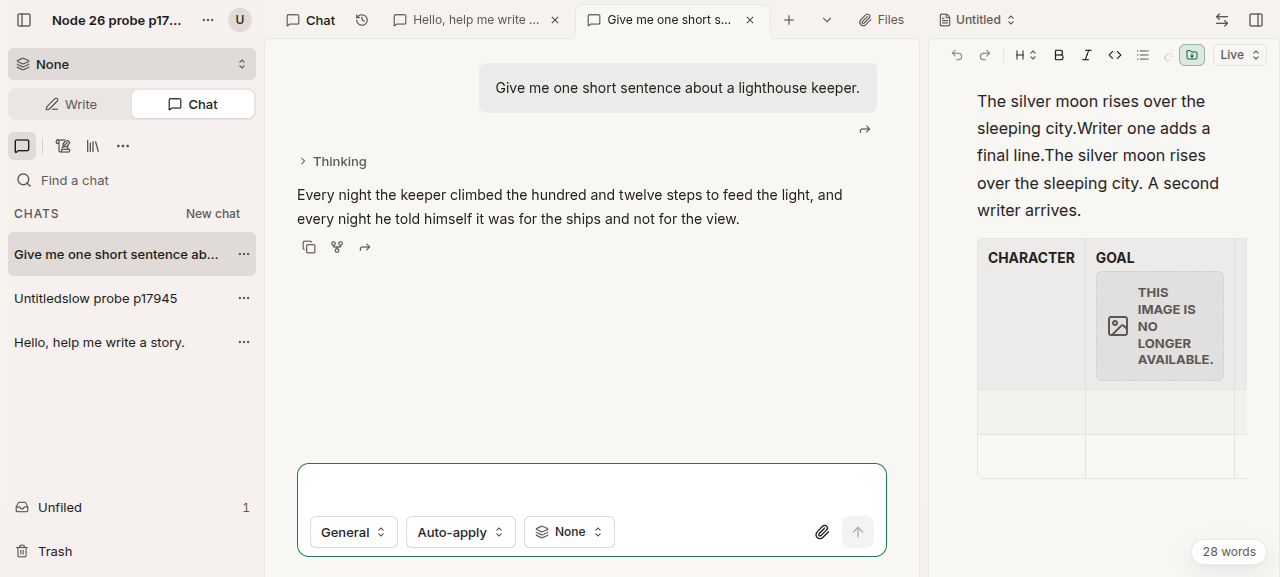 Node 26 probe p17...
U
None
Write
Chat
Find a chat
CHATS
New chat
Give me one short sentence ab...
Untitledslow probe p17945
Hello, help me write a story.
Unfiled
1
Trash
Chat
Hello, help me write ...
Give me one short s...
Files
Give me one short sentence about a lighthouse keeper.
Thinking
Every night the keeper climbed the hundred and twelve steps to feed the light, and
every night he told himself it was for the ships and not for the view.
General
Auto-apply
None
Untitled
H
B
I
Live
The silver moon rises over the
sleeping city.Writer one adds a
final line.The silver moon rises
over the sleeping city. A second
writer arrives.
CHARACTER
GOAL
THIS
IMAGE IS
NO
LONGER
AVAILABLE.
28 words